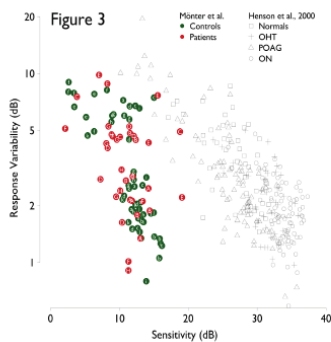 Figure 3
Mönter et al.
Controls
Patients
Henson et al., 2000
Normals
OHT
POAG
ON
Response Variability (dB)
20
10
5
2
1
0
10
20
30
40
Sensitivity (dB)